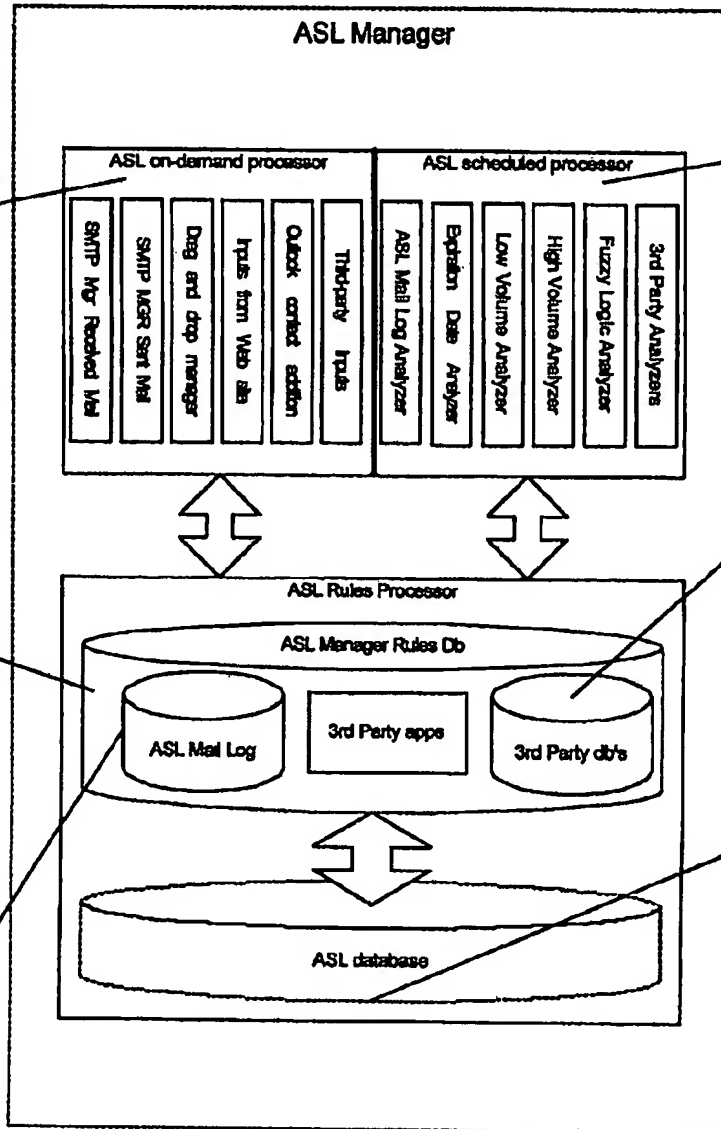 ASL Manager
ASL on-demand processor
ASL scheduled processor
SMTP Mgr Received Mail
SMTP MGR Sent Mail
Drag and drop manager
Inputs from Web site
Outlook contact addition
Third-party inputs
ASL Mail Log Analyzer
Expiration Date Analyzer
Low Volume Analyzer
High Volume Analyzer
Fuzzy Logic Analyzer
3rd Party Analyzers
ASL Rules Processor
ASL Manager Rules Db
ASL Mail Log
3rd Party apps
3rd Party db's
ASL database